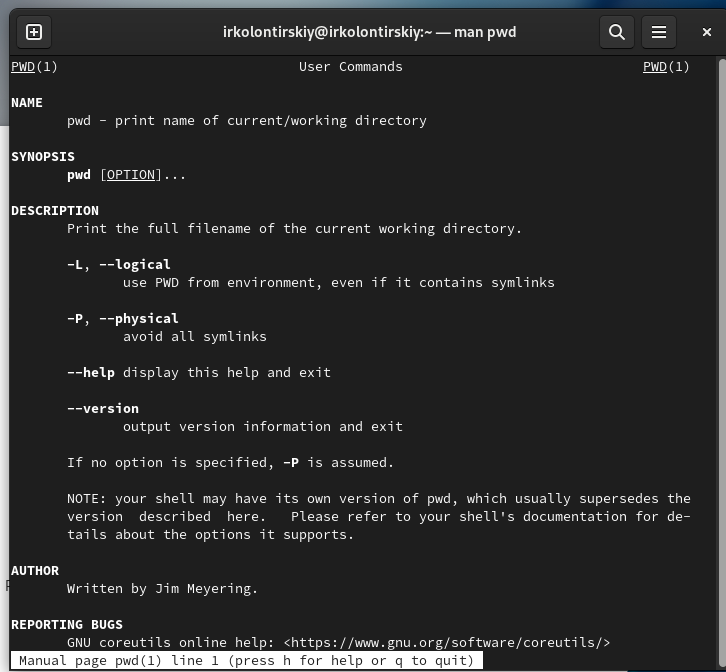 irkolontirskiy@irkolontirskiy:~ — man pwd
PWD(1) User Commands PWD(1)
NAME
pwd - print name of current/working directory
SYNOPSIS
pwd [OPTION]...
DESCRIPTION
Print the full filename of the current working directory.
-L, --logical
use PWD from environment, even if it contains symlinks
-P, --physical
avoid all symlinks
--help display this help and exit
--version
output version information and exit
If no option is specified, -P is assumed.
NOTE: your shell may have its own version of pwd, which usually supersedes the
version described here. Please refer to your shell's documentation for de-
tails about the options it supports.
AUTHOR
Written by Jim Meyering.
REPORTING BUGS
GNU coreutils online help: <https://www.gnu.org/software/coreutils/>
Manual page pwd(1) line 1 (press h for help or q to quit)